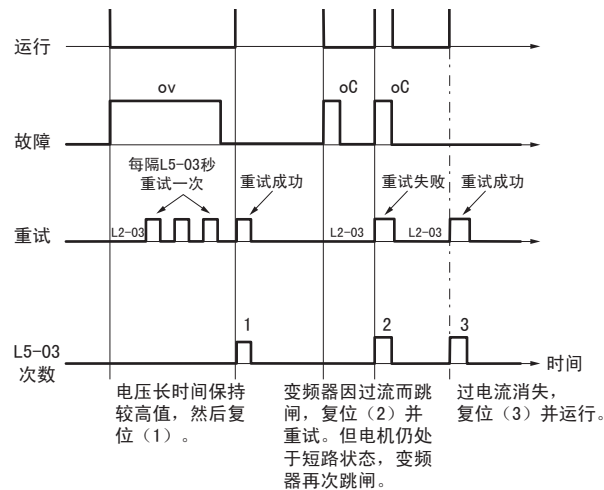 运行
ov
oC
oC
故障
每隔L5-03秒
重试一次
重试成功
重试失败
重试成功
重试
L2-03
L2-03
L2-03
1
2
3
L5-03
次数
时间
电压长时间保持
较高值，然后复
位（1）。
变频器因过流而跳
闸，复位（2）并
重试。但电机仍处
于短路状态，变频
器再次跳闸。
过电流消失，
复位（3）并运行。